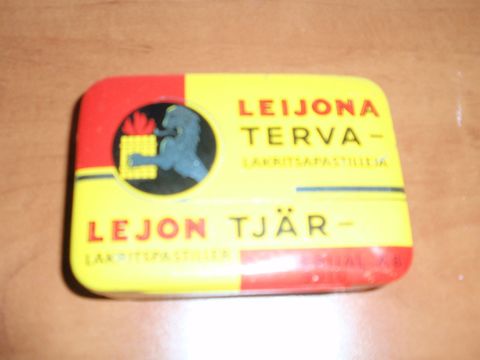 LEIJONA
TERVA-
LAKRITSAPASTILLEJA
LEJON TJÄR-
LAKRITSPASTILLER